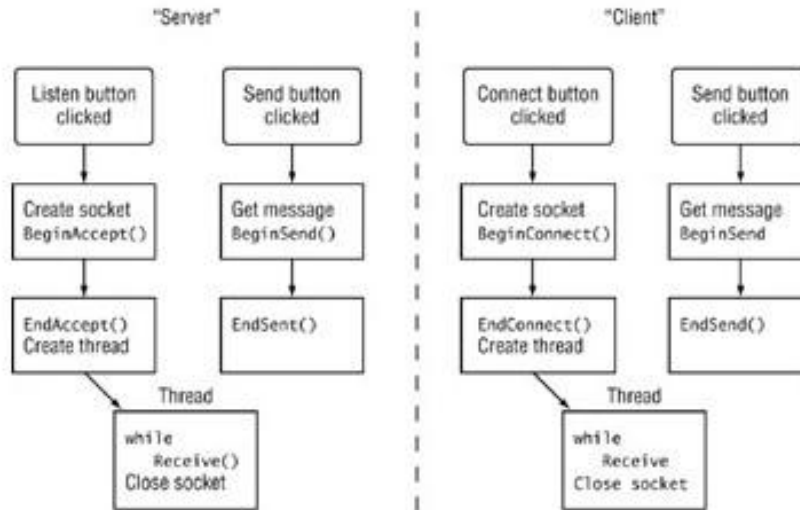 "Server"
"Client"
Listen button
clicked
Send button
clicked
Connect button
clicked
Send button
clicked
Create socket
BeginAccept()
Get message
BeginSend()
Create socket
BeginConnect()
Get message
BeginSend
EndAccept()
Create thread
EndSent()
EndConnect()
Create thread
EndSend()
Thread
while
Receive()
Close socket
Thread
while
Receive
Close socket